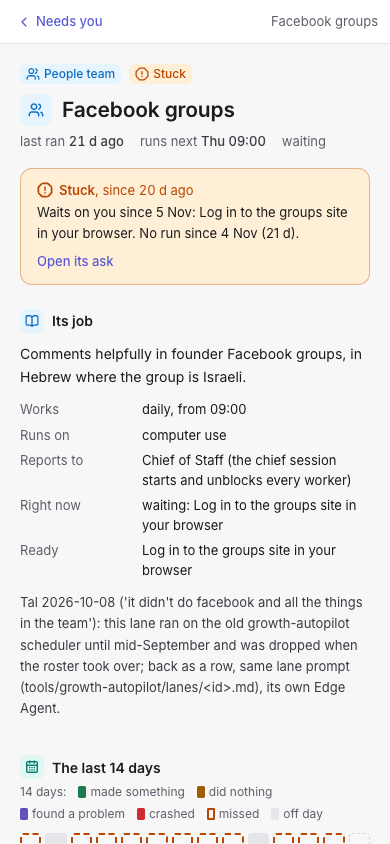 Needs you
Facebook groups
People team
Stuck
Facebook groups
last ran 21 d ago runs next Thu 09:00 waiting
Stuck, since 20 d ago
Waits on you since 5 Nov: Log in to the groups site
in your browser. No run since 4 Nov (21 d).
Open its ask
Its job
Comments helpfully in founder Facebook groups, in
Hebrew where the group is Israeli.
Works daily, from 09:00
Runs on computer use
Reports to Chief of Staff (the chief session
starts and unblocks every worker)
Right now waiting: Log in to the groups site in
your browser
Ready Log in to the groups site in your
browser
Tal 2026-10-08 ('it didn't do facebook and all the things
in the team'): this lane ran on the old growth-autopilot
scheduler until mid-September and was dropped when
the roster took over; back as a row, same lane prompt
(tools/growth-autopilot/lanes/<id>.md), its own Edge
Agent.
The last 14 days
14 days: made something did nothing
found a problem crashed missed off day